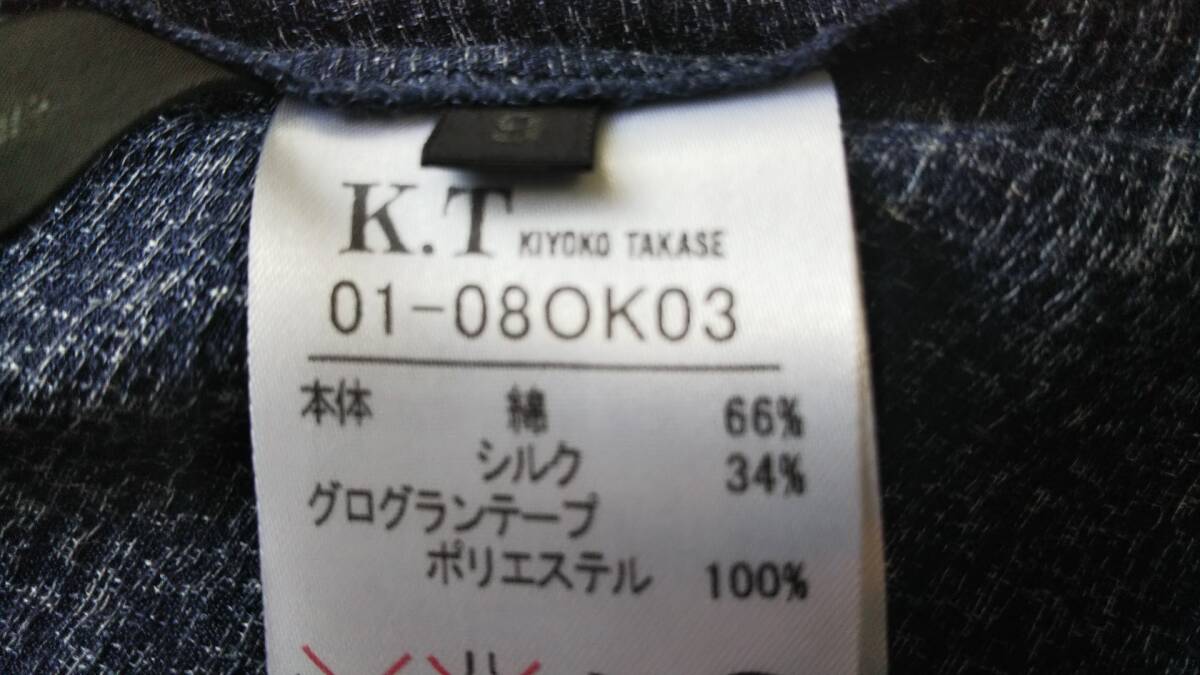 K.T KIYOKO TAKASE
01-08OK03
本体 綿 66%
シルク 34%
グログランテープ
ポリエステル 100%